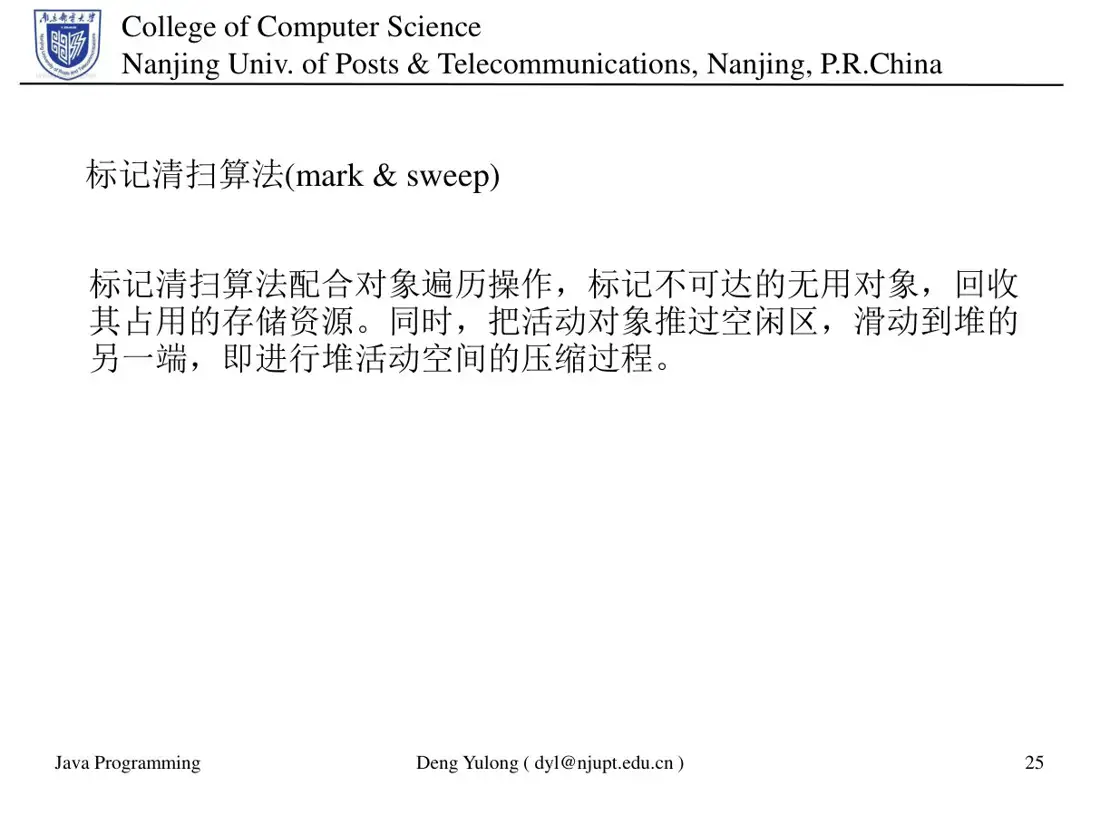 College of Computer Science
Nanjing Univ. of Posts & Telecommunications, Nanjing, P.R.China
标记清扫算法(mark & sweep)
标记清扫算法配合对象遍历操作，标记不可达的无用对象，回收
其占用的存储资源。同时，把活动对象推过空闲区，滑动到堆的
另一端，即进行堆活动空间的压缩过程。
Java Programming
Deng Yulong ( dyl@njupt.edu.cn )
25